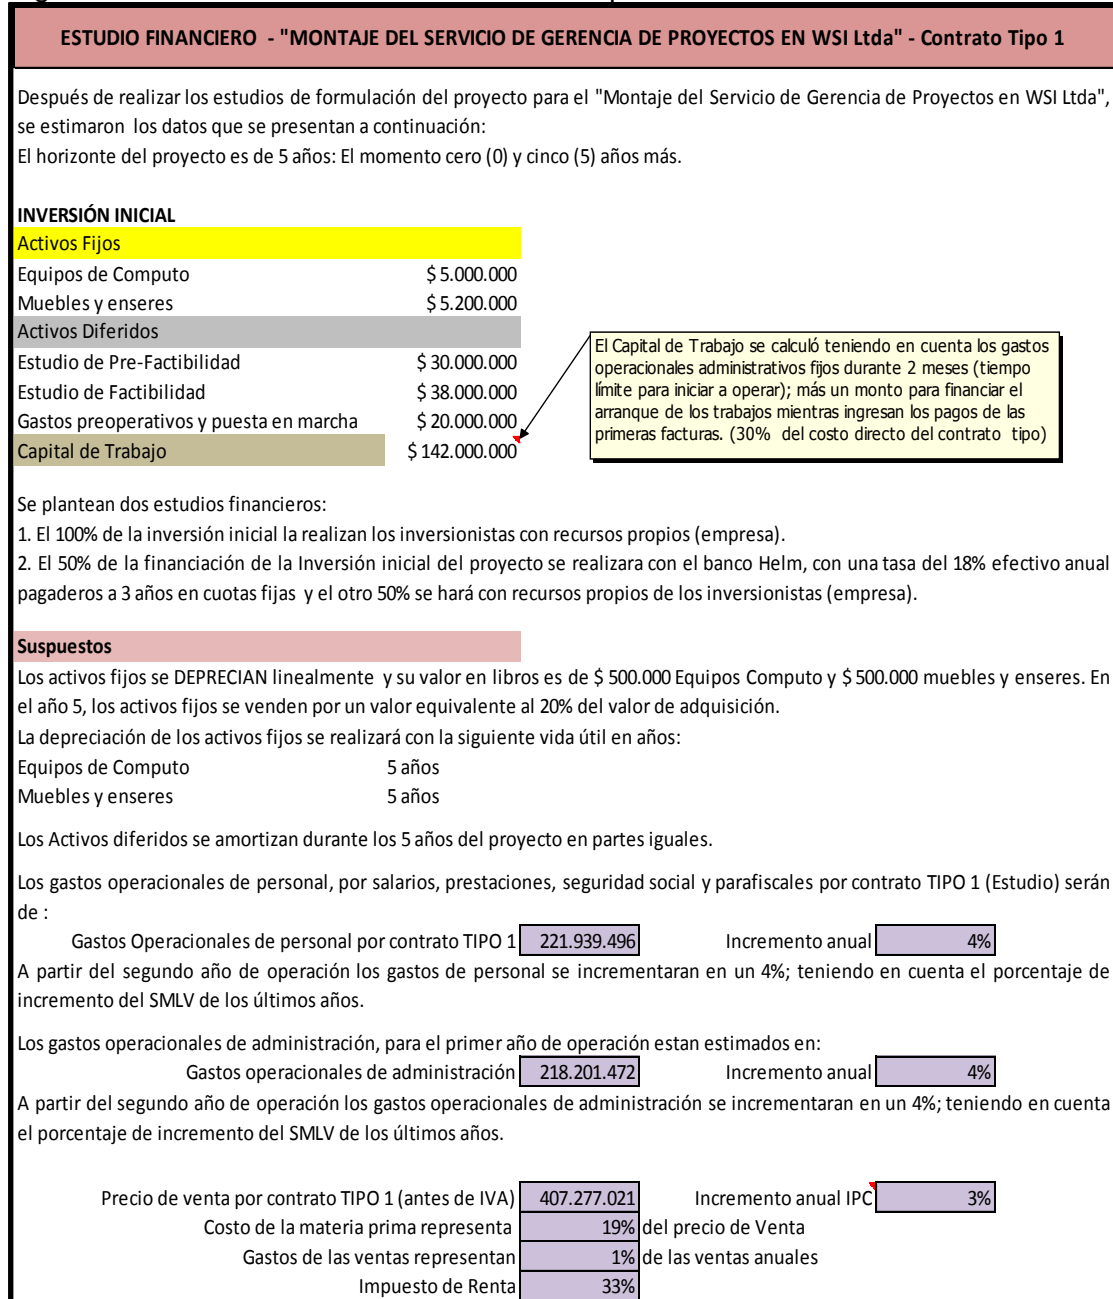 ESTUDIO FINANCIERO - "MONTAJE DEL SERVICIO DE GERENCIA DE PROYECTOS EN WSI Ltda" - Contrato Tipo 1
Después de realizar los estudios de formulación del proyecto para el "Montaje del Servicio de Gerencia de Proyectos en WSI Ltda",
se estimaron los datos que se presentan a continuación:
El horizonte del proyecto es de 5 años: El momento cero (0) y cinco (5) años más.
INVERSIÓN INICIAL
Activos Fijos
Equipos de Computo $ 5.000.000
Muebles y enseres $ 5.200.000
Activos Diferidos
Estudio de Pre-Factibilidad $ 30.000.000
Estudio de Factibilidad $ 38.000.000
Gastos preoperativos y puesta en marcha $ 20.000.000
Capital de Trabajo $ 142.000.000
El Capital de Trabajo se calculó teniendo en cuenta los gastos
operacionales administrativos fijos durante 2 meses (tiempo
límite para iniciar a operar); más un monto para financiar el
arranque de los trabajos mientras ingresan los pagos de las
primeras facturas. (30% del costo directo del contrato tipo)
Se plantean dos estudios financieros:
1. El 100% de la inversión inicial la realizan los inversionistas con recursos propios (empresa).
2. El 50% de la financiación de la Inversión inicial del proyecto se realizara con el banco Helm, con una tasa del 18% efectivo anual
pagaderos a 3 años en cuotas fijas y el otro 50% se hará con recursos propios de los inversionistas (empresa).
Suspuestos
Los activos fijos se DEPRECIAN linealmente y su valor en libros es de $ 500.000 Equipos Computo y $ 500.000 muebles y enseres. En
el año 5, los activos fijos se venden por un valor equivalente al 20% del valor de adquisición.
La depreciación de los activos fijos se realizará con la siguiente vida útil en años:
Equipos de Computo 5 años
Muebles y enseres 5 años
Los Activos diferidos se amortizan durante los 5 años del proyecto en partes iguales.
Los gastos operacionales de personal, por salarios, prestaciones, seguridad social y parafiscales por contrato TIPO 1 (Estudio) serán
de :
Gastos Operacionales de personal por contrato TIPO 1 221.939.496 Incremento anual 4%
A partir del segundo año de operación los gastos de personal se incrementaran en un 4%; teniendo en cuenta el porcentaje de
incremento del SMLV de los últimos años.
Los gastos operacionales de administración, para el primer año de operación estan estimados en:
Gastos operacionales de administración 218.201.472 Incremento anual 4%
A partir del segundo año de operación los gastos operacionales de administración se incrementaran en un 4%; teniendo en cuenta
el porcentaje de incremento del SMLV de los últimos años.
Precio de venta por contrato TIPO 1 (antes de IVA) 407.277.021 Incremento anual IPC 3%
Costo de la materia prima representa 19% del precio de Venta
Gastos de las ventas representan 1% de las ventas anuales
Impuesto de Renta 33%